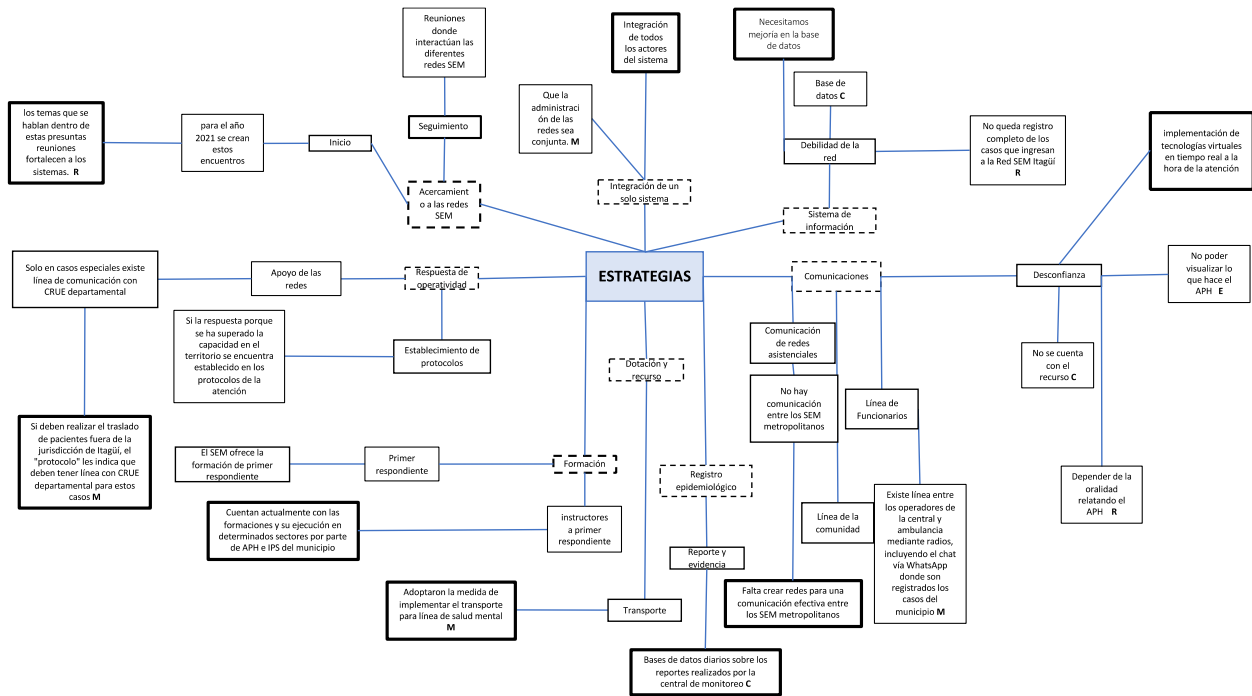 Reuniones
donde
interactúan las
diferentes
redes SEM
Integración
de todos
los actores
del sistema
Necesitamos
mejoria en la base
de datos
Base de
datos C
Que la
administraci
ón de las
redes sea
conjunta. M
los temas que se
hablan dentro de
estas presuntas
reuniones
fortalecen a los
sistemas. R
para el año
2021 se crean
estos
encuentros
Inicio
Seguimiento
Debilidad de la
red
No queda registro
completo de los
casos que ingresan
a la Red SEM Itagüí
R
implementación de
tecnologías virtuales
en tiempo real a la
hora de la atención
Acercamient
o a las redes
SEM
Integración de un
solo sistema
Sistema de
información
Solo en casos especiales existe
línea de comunicación con
CRUE departamental
Apoyo de las
redes
Respuesta de
operatividad
ESTRATEGIAS
Comunicaciones
Desconfianza
No poder
visualizar lo
que hace el
APH E
Si la respuesta porque
se ha superado la
capacidad en el
territorio se encuentra
establecido en los
protocolos de la
atención
Establecimiento de
protocolos
Dotación y
recurso
Comunicación
de redes
asistenciales
No se cuenta
con el
recurso C
No hay
comunicación
entre los SEM
metropolitanos
Línea de
Funcionarios
Si deben realizar el traslado
de pacientes fuera de la
jurisdicción de Itagüí, el
"protocolo" les indica que
deben tener línea con CRUE
departamental para estos
casos M
El SEM ofrece la
formación de primer
respondiente
Primer
respondiente
Formación
Registro
epidemiológico
Depender de la
oralidad
relatando el
APH R
Cuentan actualmente con las
formaciones y su ejecución en
determinados sectores por parte
de APH e IPS del municipio
instructores
a primer
respondiente
Línea de la
comunidad
Existe línea entre
los operadores de
la central y
ambulancia
mediante radios,
incluyendo el chat
vía WhatsApp
donde son
registrados los
casos del
municipio M
Reporte y
evidencia
Adoptaron la medida de
implementar el transporte
para línea de salud mental
M
Transporte
Falta crear redes para una
comunicación efectiva entre
los SEM metropolitanos
Bases de datos diarios sobre los
reportes realizados por la
central de monitoreo C